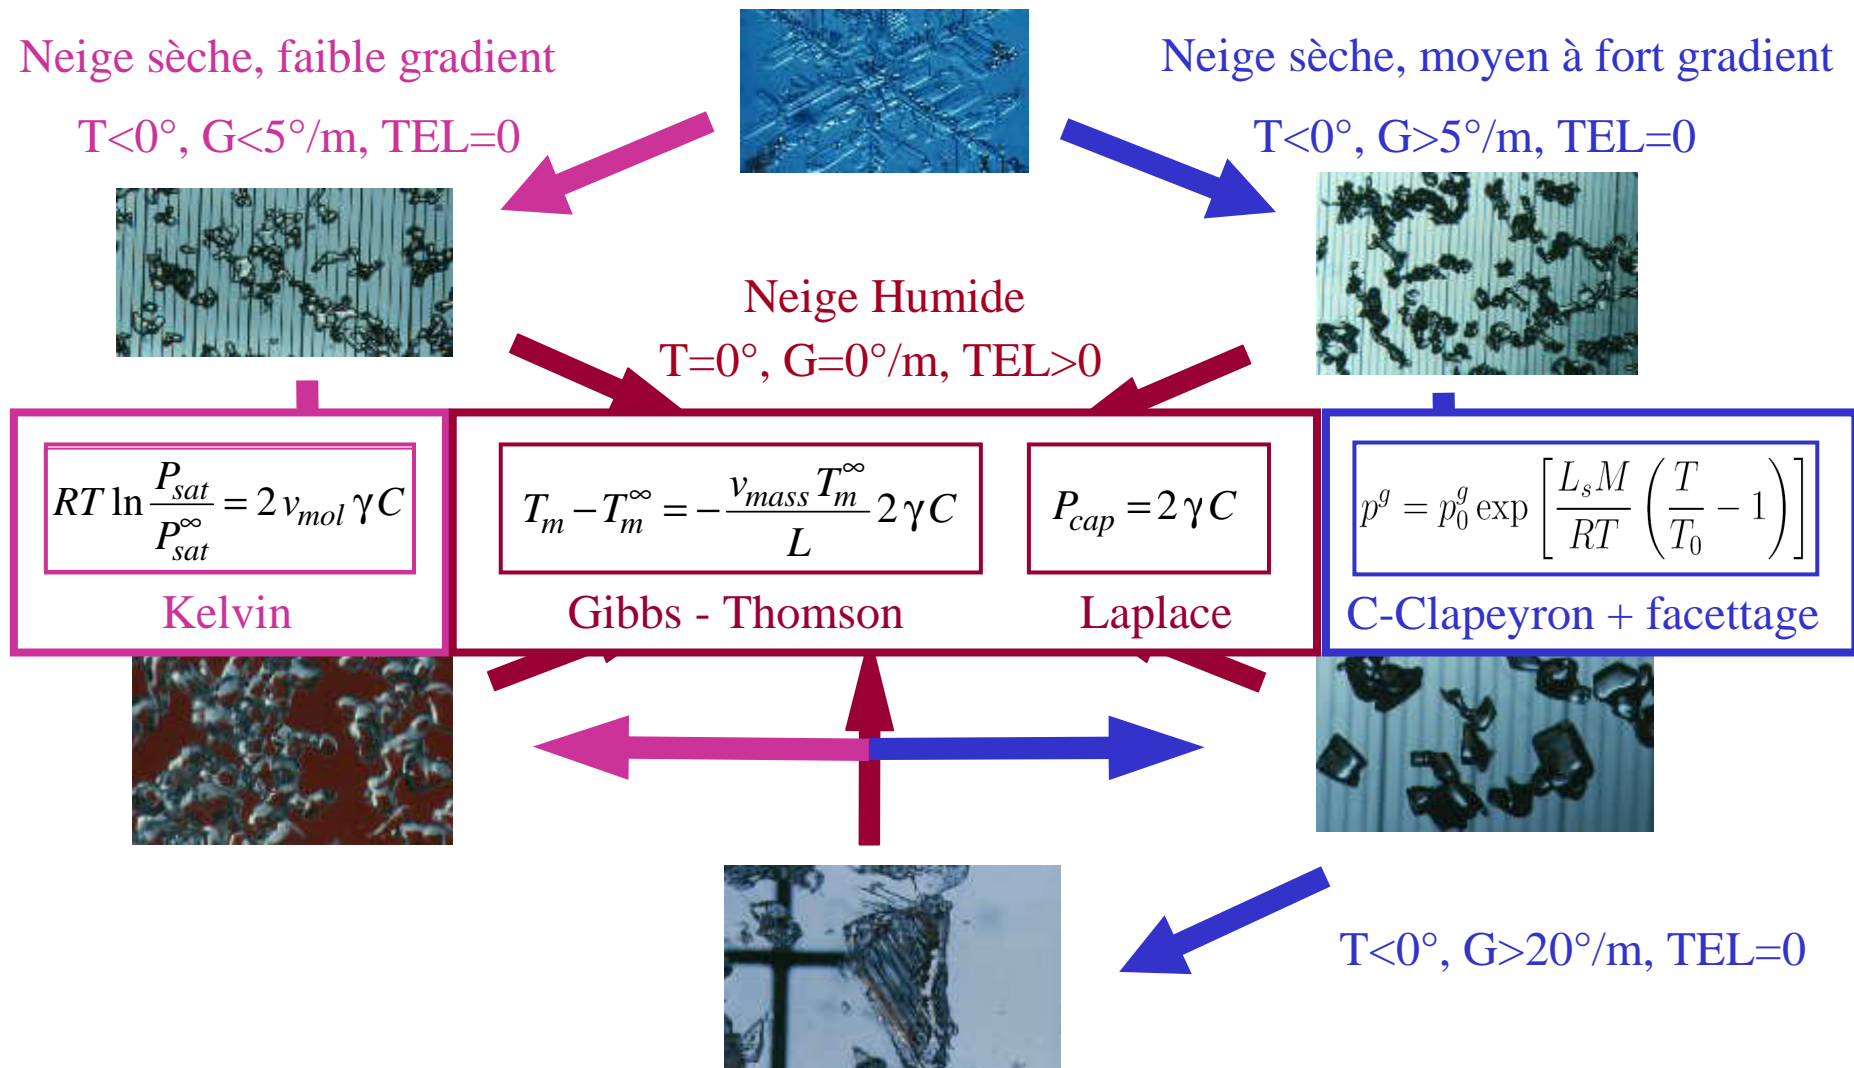 Neige sèche, faible gradient
T<0°, G<5°/m, TEL=0
Neige sèche, moyen à fort gradient
T<0°, G>5°/m, TEL=0
Neige Humide
T=0°, G=0°/m, TEL>0
RT ln P_sat / P_sat^∞ = 2 v_mol γ C
Kelvin
T_m − T_m^∞ = − (v_mass T_m^∞ / L) 2 γ C
Gibbs - Thomson
P_cap = 2 γ C
Laplace
p^g = p_0^g exp [ L_s M / RT ( T / T_0 − 1 ) ]
C-Clapeyron + facettage
T<0°, G>20°/m, TEL=0